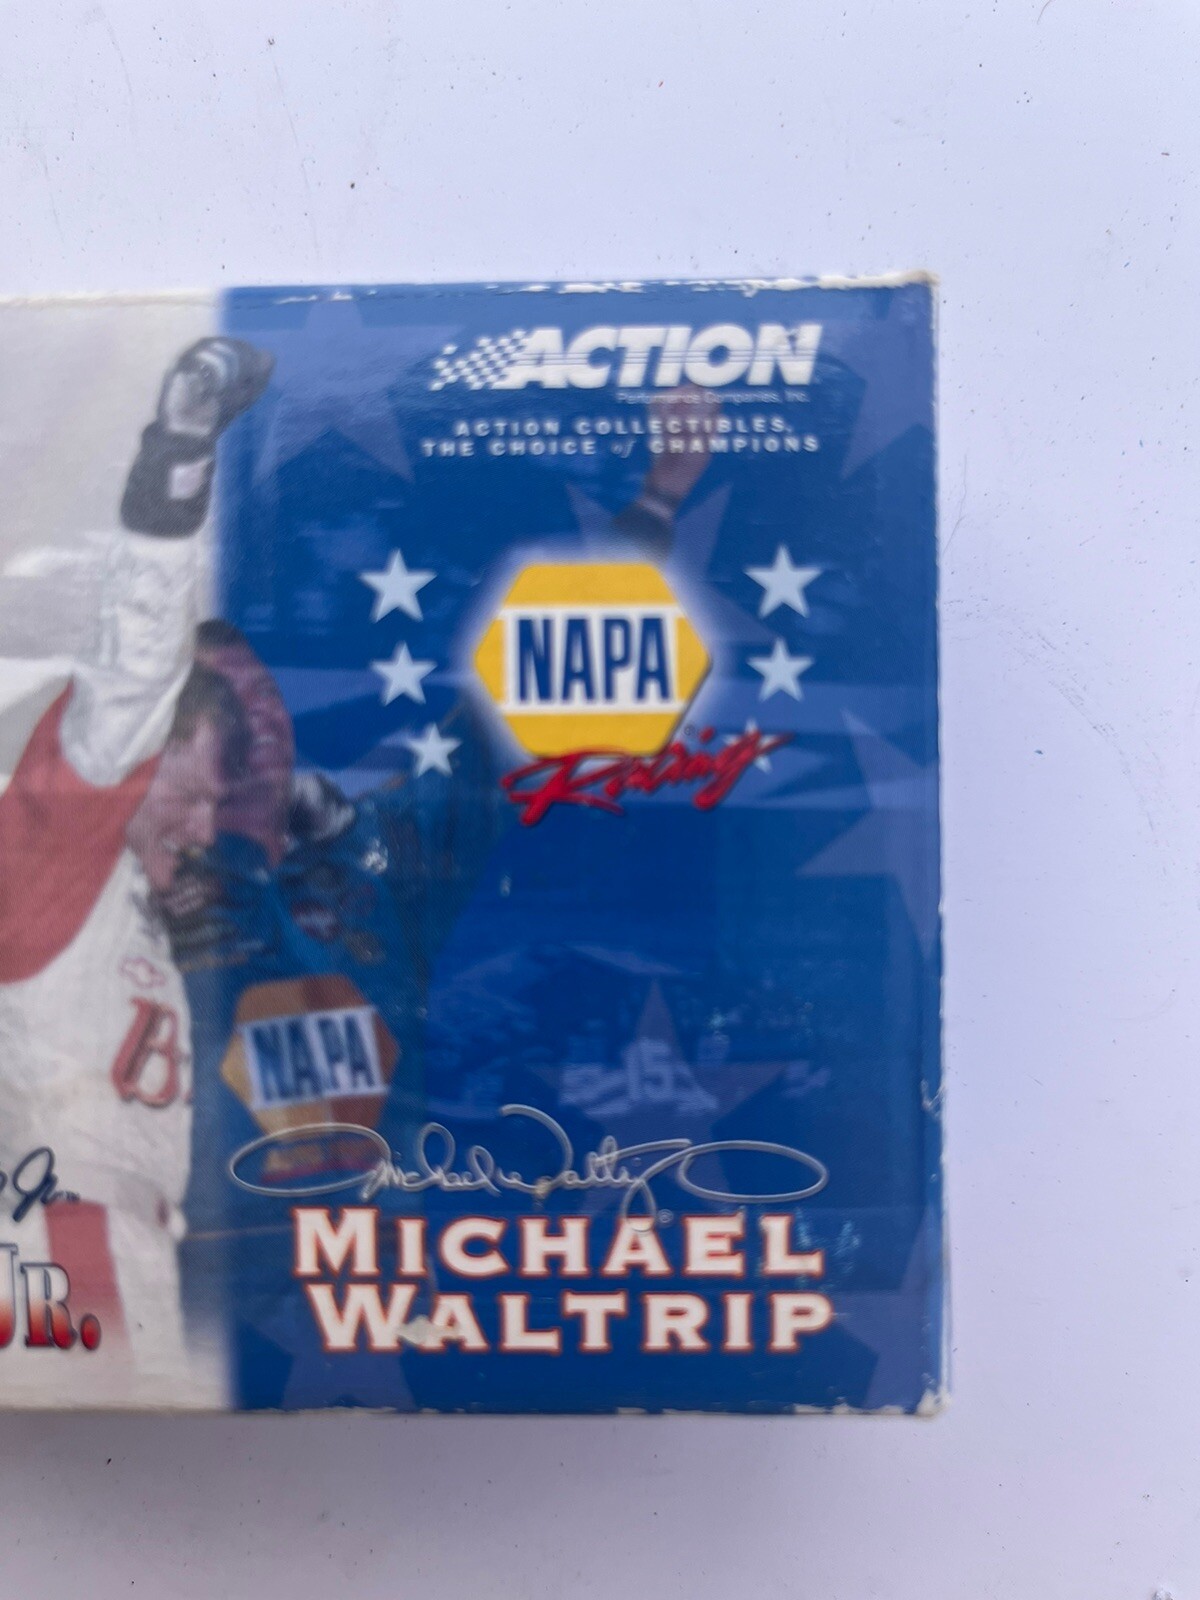 ACTION
Performance Companies, Inc.
ACTION COLLECTIBLES,
THE CHOICE of CHAMPIONS
NAPA
Racing
B
NAPA
15
Michael Waltrip
Jr.
MICHAEL
WALTRIP
JR.